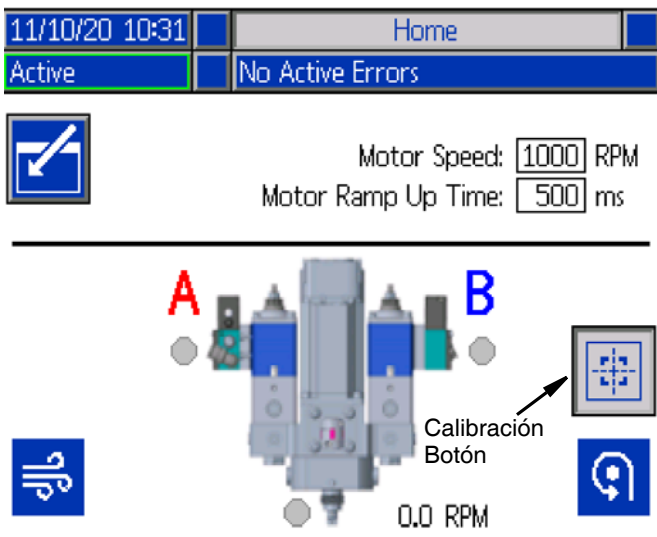 11/10/20 10:31 Home
Active No Active Errors
Motor Speed: 1000 RPM
Motor Ramp Up Time: 500 ms
A B
Calibración
Botón
0.0 RPM